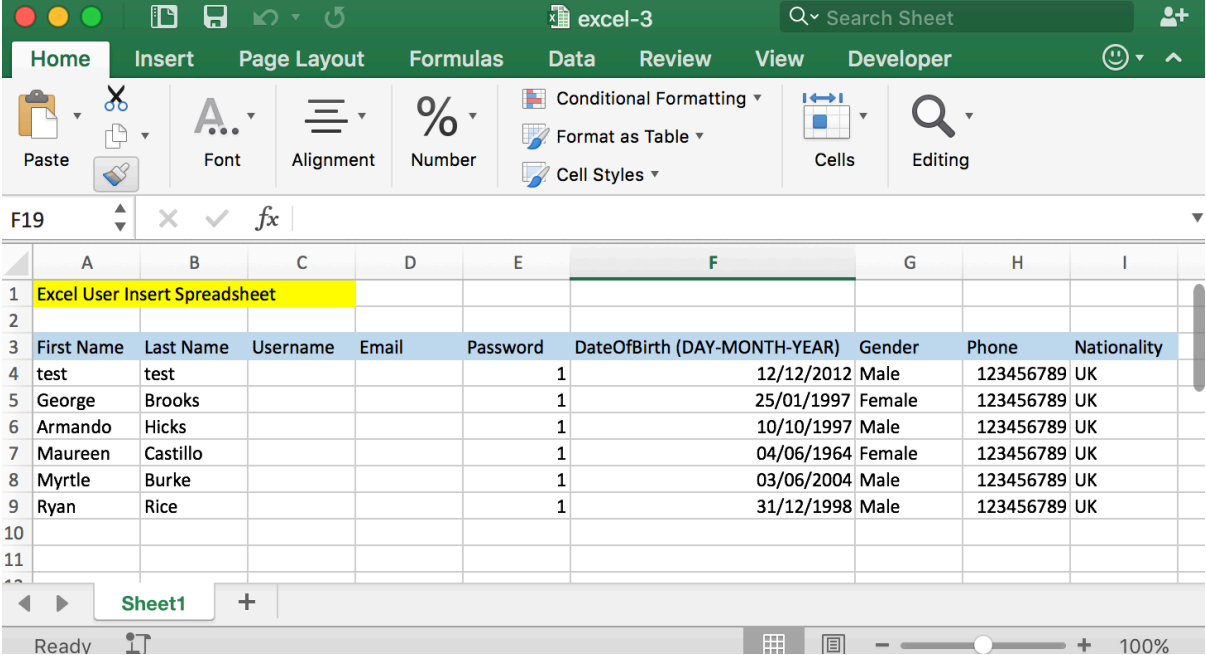 excel-3
Search Sheet
Home Insert Page Layout Formulas Data Review View Developer
Paste
Font
Alignment
%
Number
Conditional Formatting
Format as Table
Cell Styles
Cells
Editing
F19 fx
A B C D E F G H I
1 Excel User Insert Spreadsheet
2
3 First Name Last Name Username Email Password DateOfBirth (DAY-MONTH-YEAR) Gender Phone Nationality
4 test test 1 12/12/2012 Male 123456789 UK
5 George Brooks 1 25/01/1997 Female 123456789 UK
6 Armando Hicks 1 10/10/1997 Male 123456789 UK
7 Maureen Castillo 1 04/06/1964 Female 123456789 UK
8 Myrtle Burke 1 03/06/2004 Male 123456789 UK
9 Ryan Rice 1 31/12/1998 Male 123456789 UK
10
11
Sheet1 +
Ready 100%